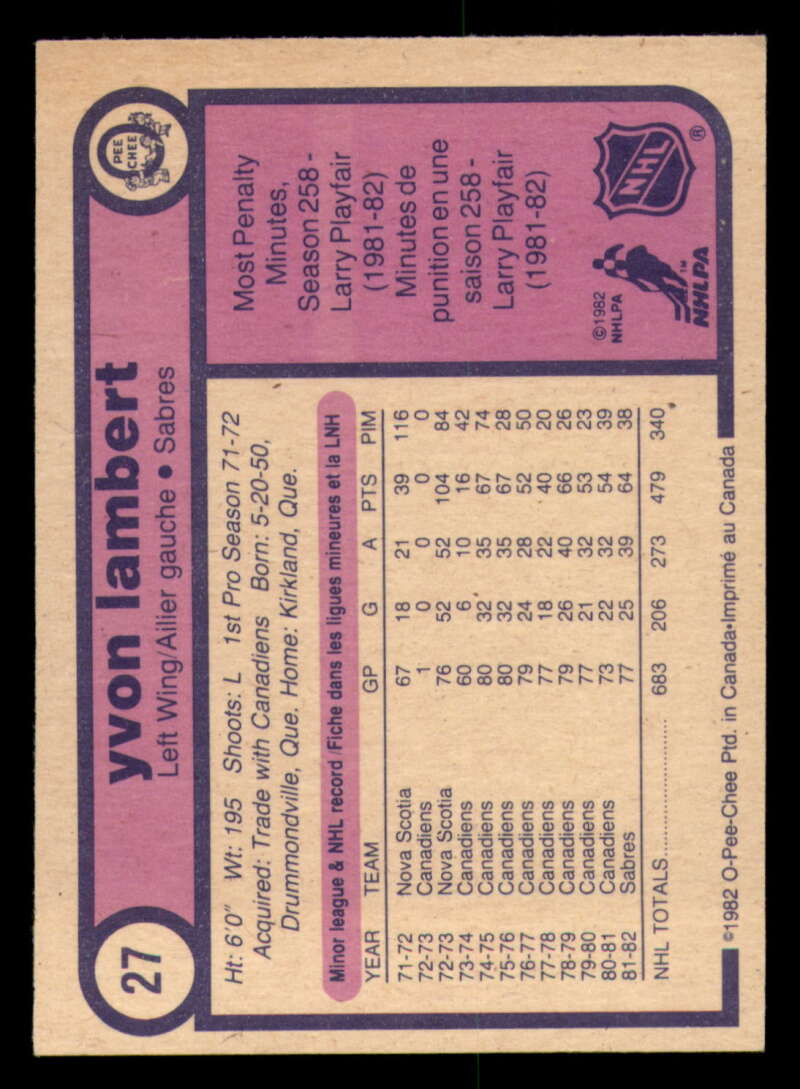 27
yvon lambert
Left Wing/Ailier gauche • Sabres
O PEE CHEE
Ht: 6'0" Wt: 195 Shoots: L 1st Pro Season 71-72
Acquired: Trade with Canadiens Born: 5-20-50,
Drummondville, Que. Home: Kirkland, Que.
Minor league & NHL record/Fiche dans les ligues mineures et la LNH
YEAR TEAM GP G A PTS PIM
71-72 Nova Scotia 67 18 21 39 116
72-73 Canadiens 1 0 0 0 0
72-73 Nova Scotia 76 52 52 104 84
73-74 Canadiens 60 6 10 16 42
74-75 Canadiens 80 32 35 67 74
75-76 Canadiens 80 32 35 67 28
76-77 Canadiens 79 24 28 52 50
77-78 Canadiens 77 18 22 40 20
78-79 Canadiens 79 26 40 66 26
79-80 Canadiens 77 21 32 53 23
80-81 Canadiens 73 22 32 54 39
81-82 Sabres 77 25 39 64 38
NHL TOTALS.................... 683 206 273 479 340
Most Penalty
Minutes,
Season 258 -
Larry Playfair
(1981-82)
Minutes de
punition en une
saison 258 -
Larry Playfair
(1981-82)
©1982
NHLPA
NHLPA™
NHL ®
©1982 O-Pee-Chee Ptd. in Canada•Imprimé au Canada